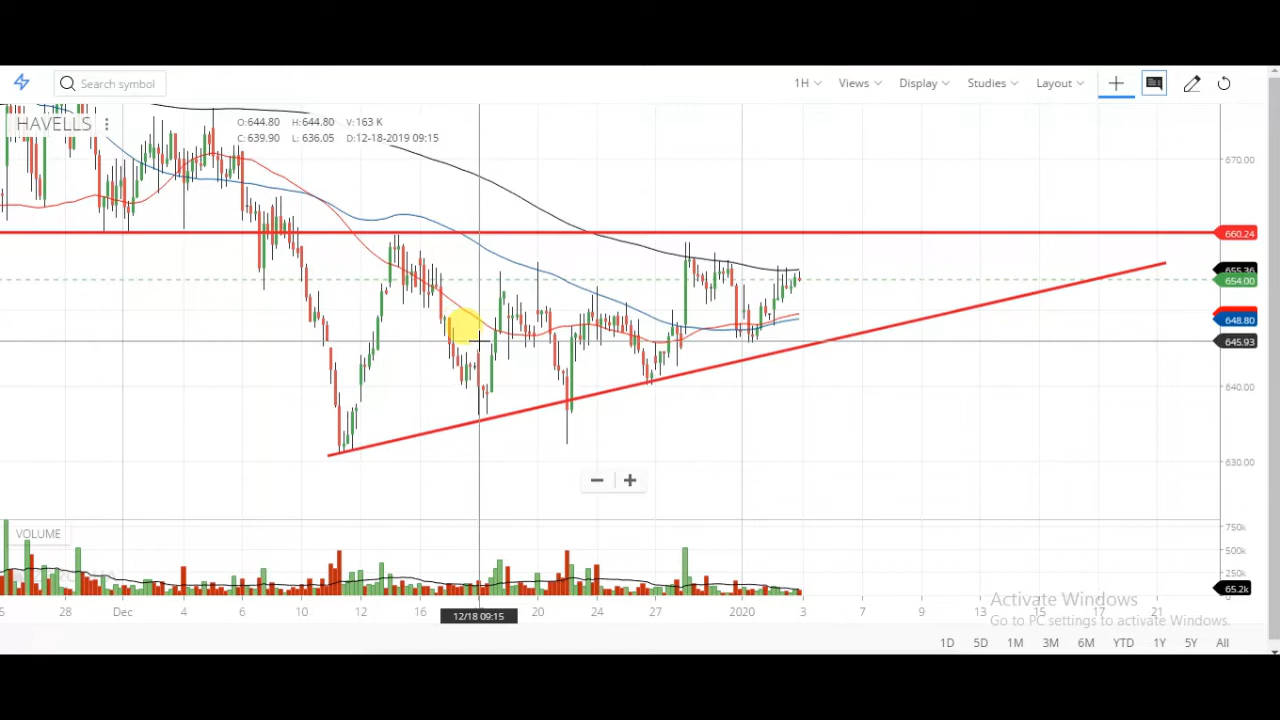 Search symbol 1H Views Display Studies Layout
HAVELLS
O:644.80 H:644.80 V:163 K
C:639.90 L:636.05 D:12-18-2019 09:15
670.00
660.24
655.36
654.00
648.80
645.93
640.00
630.00
VOLUME
750k
500k
250k
65.2k
28 Dec 4 6 10 12 16 20 24 27 2020 3 7 9 13 15 17 21
12/18 09:15
Activate Windows
Go to PC settings to activate Windows.
1D 5D 1M 3M 6M YTD 1Y 5Y All